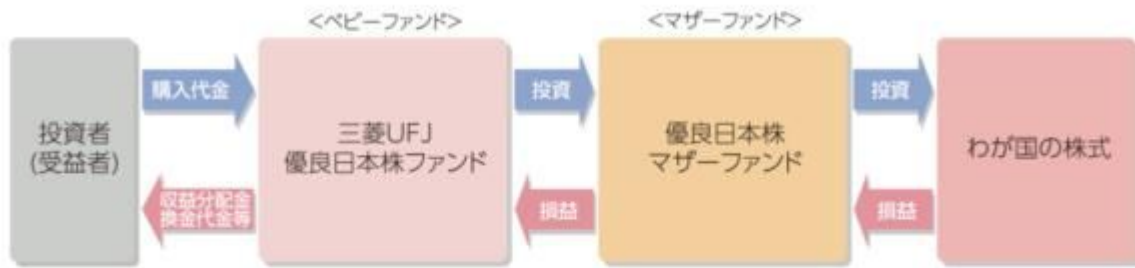 <ベビーファンド>
<マザーファンド>
投資者
(受益者)
購入代金
収益分配金
換金代金等
三菱UFJ
優良日本株ファンド
投資
損益
優良日本株
マザーファンド
投資
損益
わが国の株式